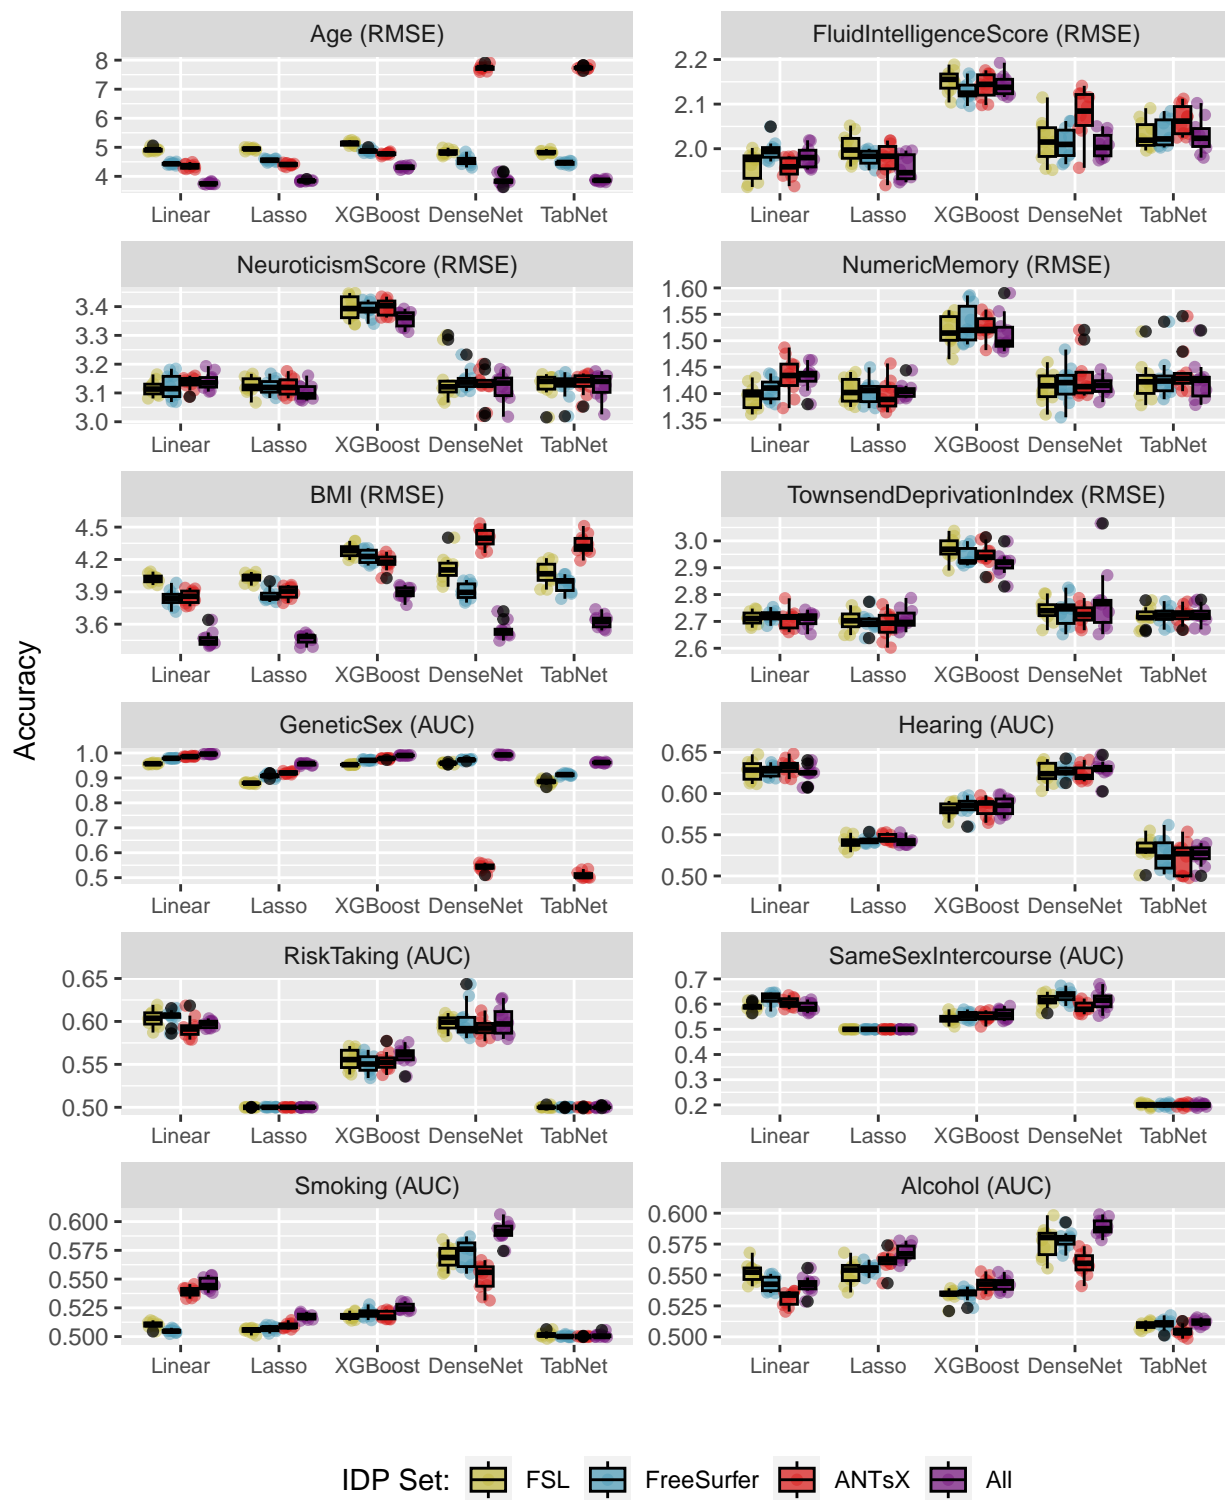 Age (RMSE)
8
7
5
4
Linear Lasso XGBoost DenseNet TabNet
FluidIntelligenceScore (RMSE)
2.2
2.1
2.0
Linear Lasso XGBoost DenseNet TabNet
NeuroticismScore (RMSE)
3.4
3.3
3.2
3.1
3.0
Linear Lasso XGBoost DenseNet TabNet
NumericMemory (RMSE)
1.60
1.55
1.50
1.45
1.40
1.35
Linear Lasso XGBoost DenseNet TabNet
BMI (RMSE)
4.5
4.2
3.9
3.6
Linear Lasso XGBoost DenseNet TabNet
TownsendDeprivationIndex (RMSE)
3.0
2.9
2.8
2.7
2.6
Linear Lasso XGBoost DenseNet TabNet
Accuracy
GeneticSex (AUC)
1.0
0.9
0.8
0.7
0.6
0.5
Linear Lasso XGBoost DenseNet TabNet
Hearing (AUC)
0.65
0.60
0.55
0.50
Linear Lasso XGBoost DenseNet TabNet
RiskTaking (AUC)
0.65
0.60
0.55
0.50
Linear Lasso XGBoost DenseNet TabNet
SameSexIntercourse (AUC)
0.7
0.6
0.5
0.4
0.3
0.2
Linear Lasso XGBoost DenseNet TabNet
Smoking (AUC)
0.600
0.575
0.550
0.525
0.500
Linear Lasso XGBoost DenseNet TabNet
Alcohol (AUC)
0.600
0.575
0.550
0.525
0.500
Linear Lasso XGBoost DenseNet TabNet
IDP Set: FSL FreeSurfer ANTsX All